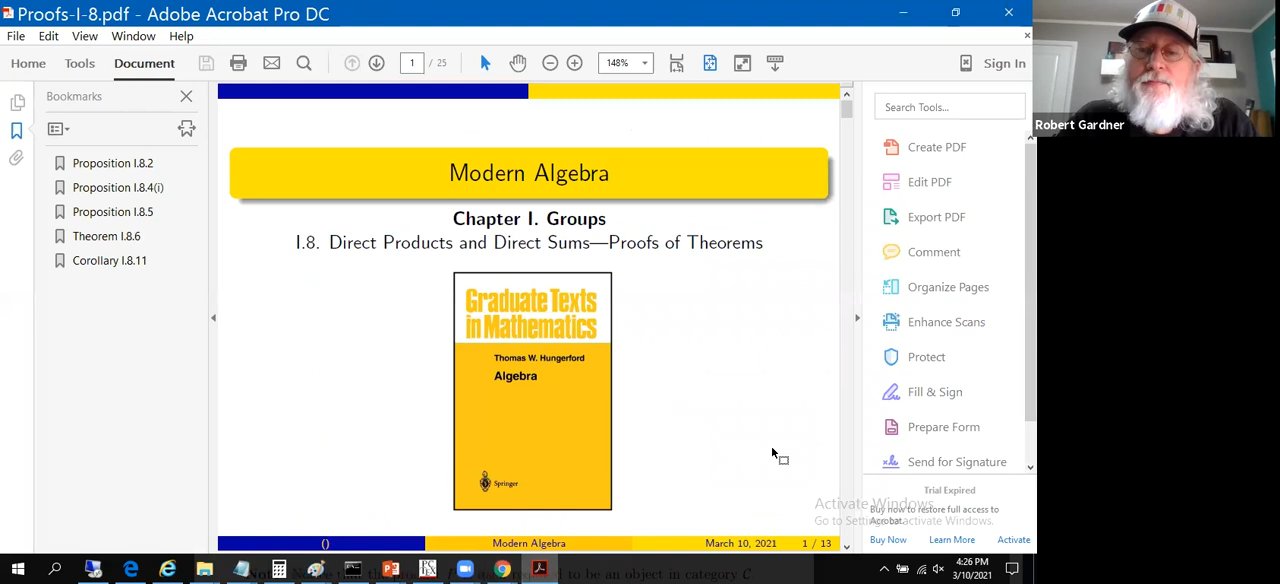 Proofs-I-8.pdf - Adobe Acrobat Pro DC
File Edit View Window Help
Home Tools Document 1 / 25 148% Sign In
Bookmarks
Proposition I.8.2
Proposition I.8.4(i)
Proposition I.8.5
Theorem I.8.6
Corollary I.8.11
Modern Algebra
Chapter I. Groups
I.8. Direct Products and Direct Sums—Proofs of Theorems
Graduate Texts
in Mathematics
Thomas W. Hungerford
Algebra
Springer
() Modern Algebra March 10, 2021 1 / 13
Search Tools...
Create PDF
Edit PDF
Export PDF
Comment
Organize Pages
Enhance Scans
Protect
Fill & Sign
Prepare Form
Send for Signature
Trial Expired
Buy now to restore full access to
Acrobat.
Buy Now Learn More Activate
Activate Windows
Go to Settings to activate Windows.
Robert Gardner
to be an object in category C
4:26 PM
3/10/2021